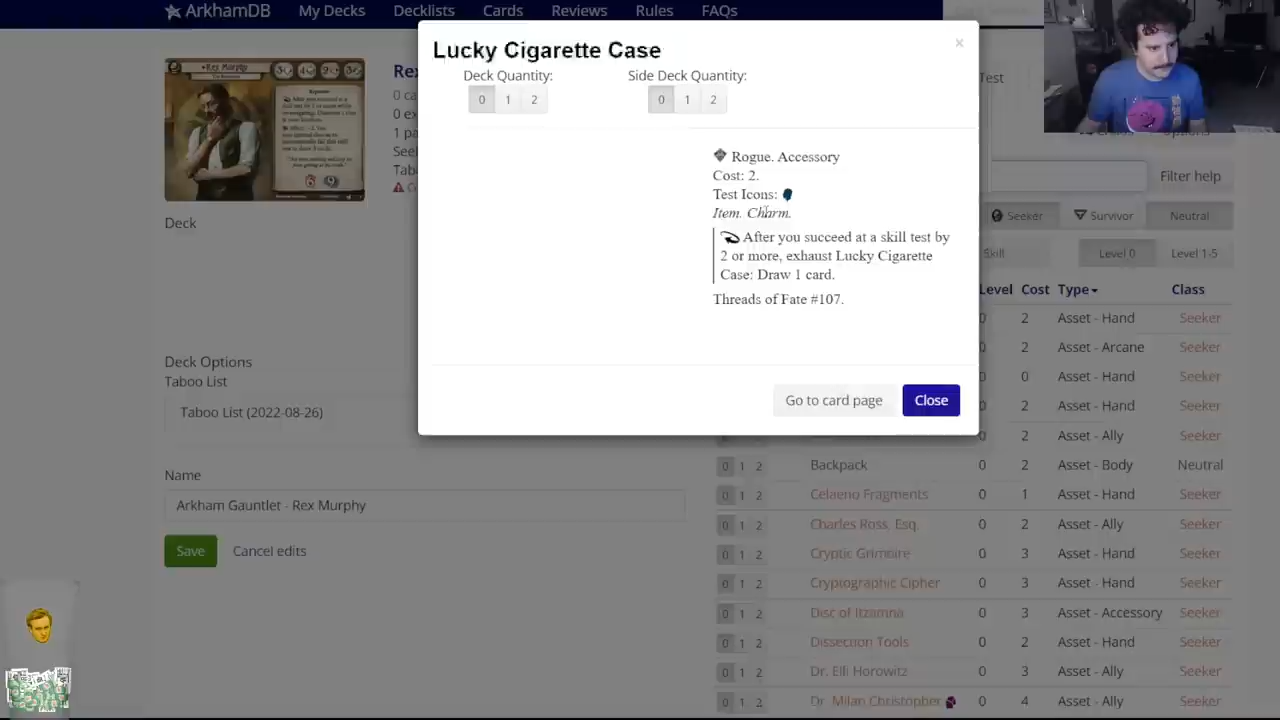 ArkhamDB
My Decks
Decklists
Cards
Reviews
Rules
FAQs
Lucky Cigarette Case
×
Deck Quantity:
Side Deck Quantity:
0 1 2
0 1 2
Rogue. Accessory
Cost: 2.
Test Icons:
Item. Charm.
After you succeed at a skill test by
2 or more, exhaust Lucky Cigarette
Case: Draw 1 card.
Threads of Fate #107.
Go to card page
Close
Rex Murphy
Deck
Deck Options
Taboo List
Taboo List (2022-08-26)
Name
Arkham Gauntlet - Rex Murphy
Save
Cancel edits
Test
Filter help
Seeker
Survivor
Neutral
Level 0
Level 1-5
Level Cost Type Class
0 2 Asset - Hand Seeker
0 2 Asset - Arcane Seeker
0 0 Asset - Hand Seeker
0 2 Asset - Hand Seeker
0 2 Asset - Ally Seeker
0 1 2 Backpack 0 2 Asset - Body Neutral
0 1 2 Celaeno Fragments 0 1 Asset - Hand Seeker
0 1 2 Charles Ross, Esq. 0 2 Asset - Ally Seeker
0 1 2 Cryptic Grimoire 0 3 Asset - Hand Seeker
0 1 2 Cryptographic Cipher 0 3 Asset - Hand Seeker
0 1 2 Disc of Itzamna 0 3 Asset - Accessory Seeker
0 1 2 Dissection Tools 0 2 Asset - Hand Seeker
0 1 2 Dr. Elli Horowitz 0 3 Asset - Ally Seeker
0 1 2 Dr. Milan Christopher 0 4 Asset - Ally Seeker